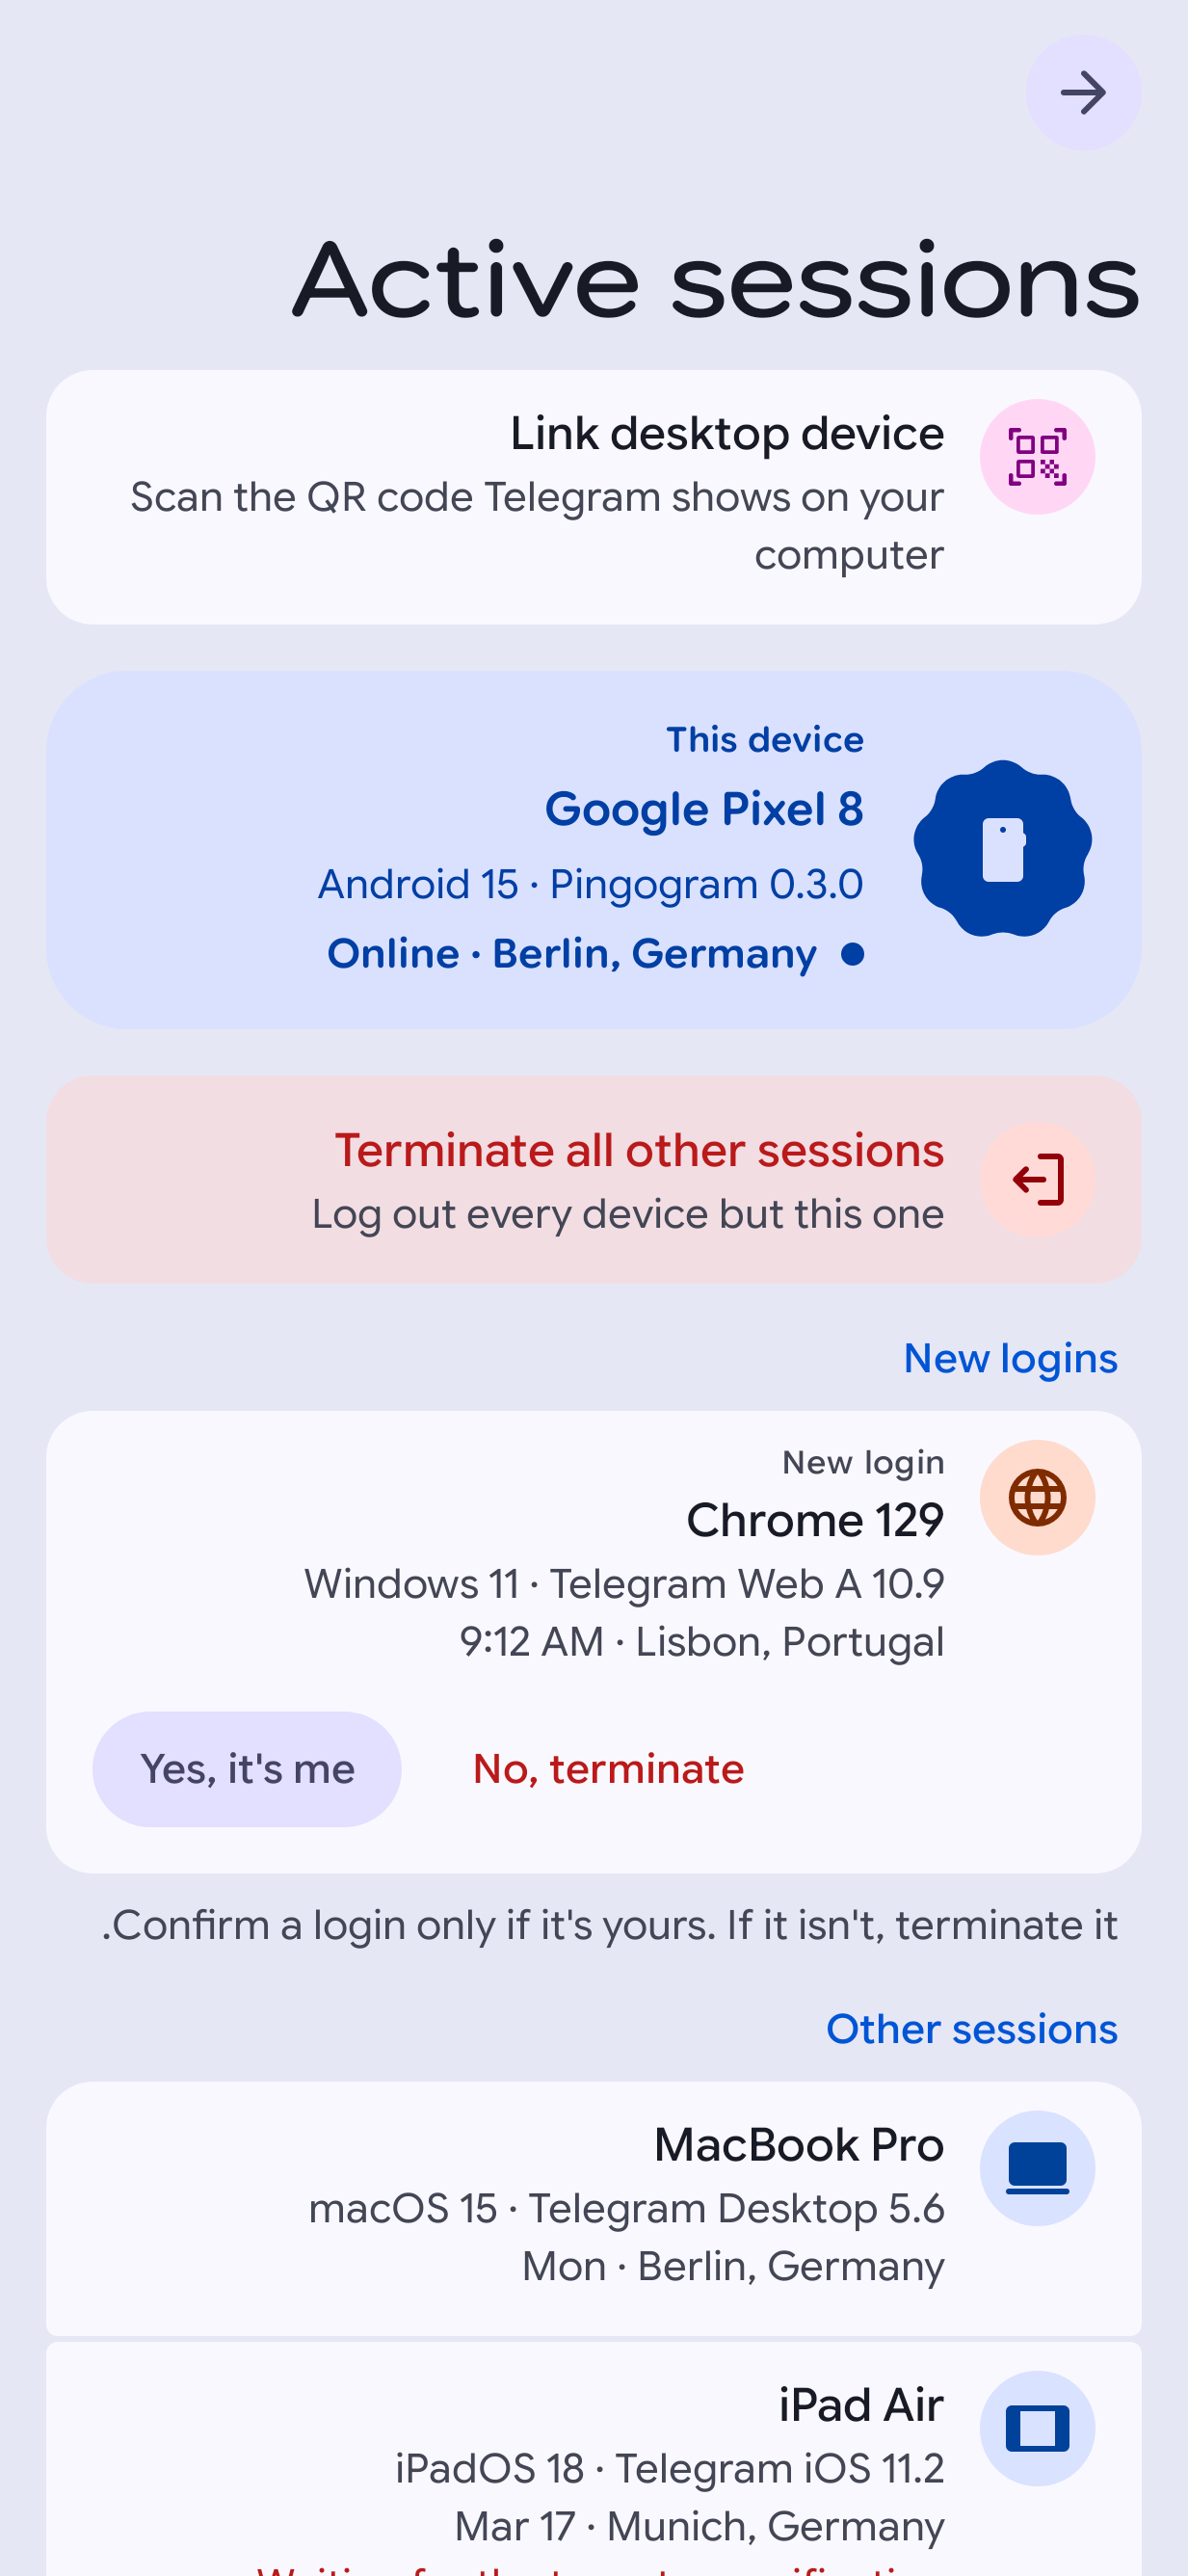 Active sessions
Link desktop device
Scan the QR code Telegram shows on your
computer
This device
Google Pixel 8
Android 15 · Pingogram 0.3.0
Online · Berlin, Germany
Terminate all other sessions
Log out every device but this one
New logins
New login
Chrome 129
Windows 11 · Telegram Web A 10.9
9:12 AM · Lisbon, Portugal
Yes, it's me
No, terminate
.Confirm a login only if it's yours. If it isn't, terminate it
Other sessions
MacBook Pro
macOS 15 · Telegram Desktop 5.6
Mon · Berlin, Germany
iPad Air
iPadOS 18 · Telegram iOS 11.2
Mar 17 · Munich, Germany